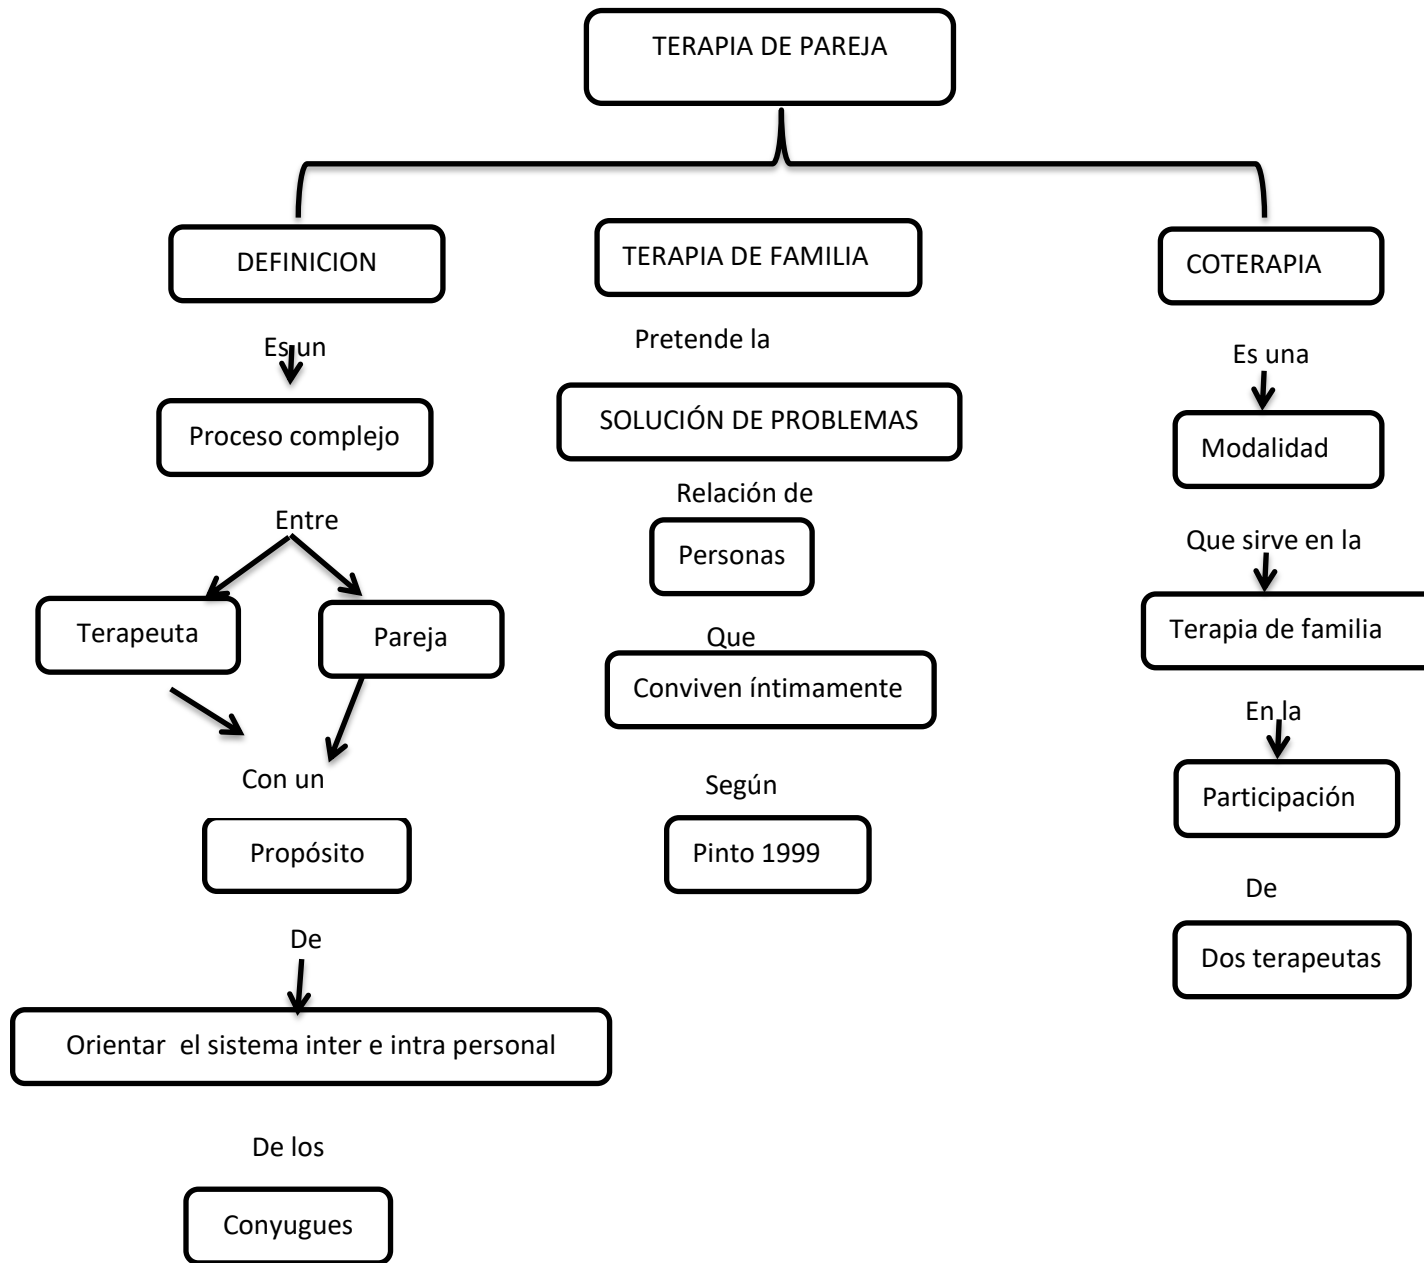 TERAPIA DE PAREJA
DEFINICION
Es un
Proceso complejo
Entre
Terapeuta
Pareja
Con un
Propósito
De
Orientar  el sistema inter e intra personal
De los
Conyugues
TERAPIA DE FAMILIA
Pretende la
SOLUCIÓN DE PROBLEMAS
Relación de
Personas
Que
Conviven íntimamente
Según
Pinto 1999
COTERAPIA
Es una
Modalidad
Que sirve en la
Terapia de familia
En la
Participación
De
Dos terapeutas